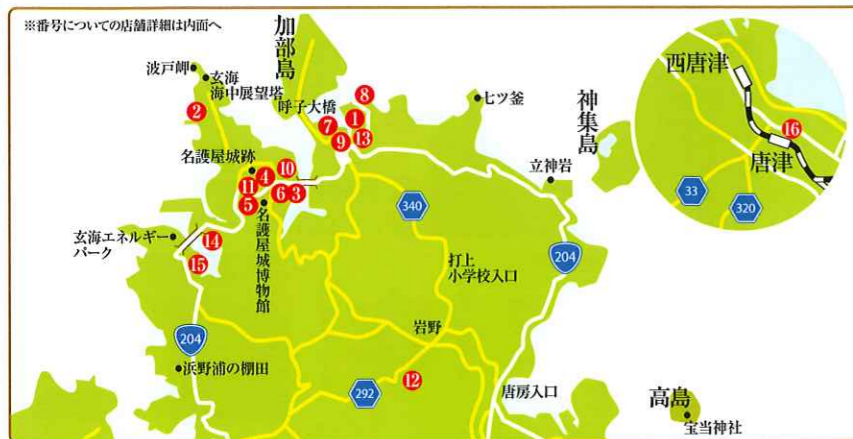 ※番号についての店舗詳細は内面へ
加部島
波戸岬
玄海
海中展望塔
2
呼子大橋
8
7
1
9
13
七ツ釜
神集島
西唐津
16
唐津
33
320
名護屋城跡
10
11
4
6
3
5
名護屋城博物館
立神岩
340
玄海エネルギー
パーク
14
15
打上
小学校入口
204
204
岩野
浜野浦の棚田
292
12
唐房入口
高島
宝当神社